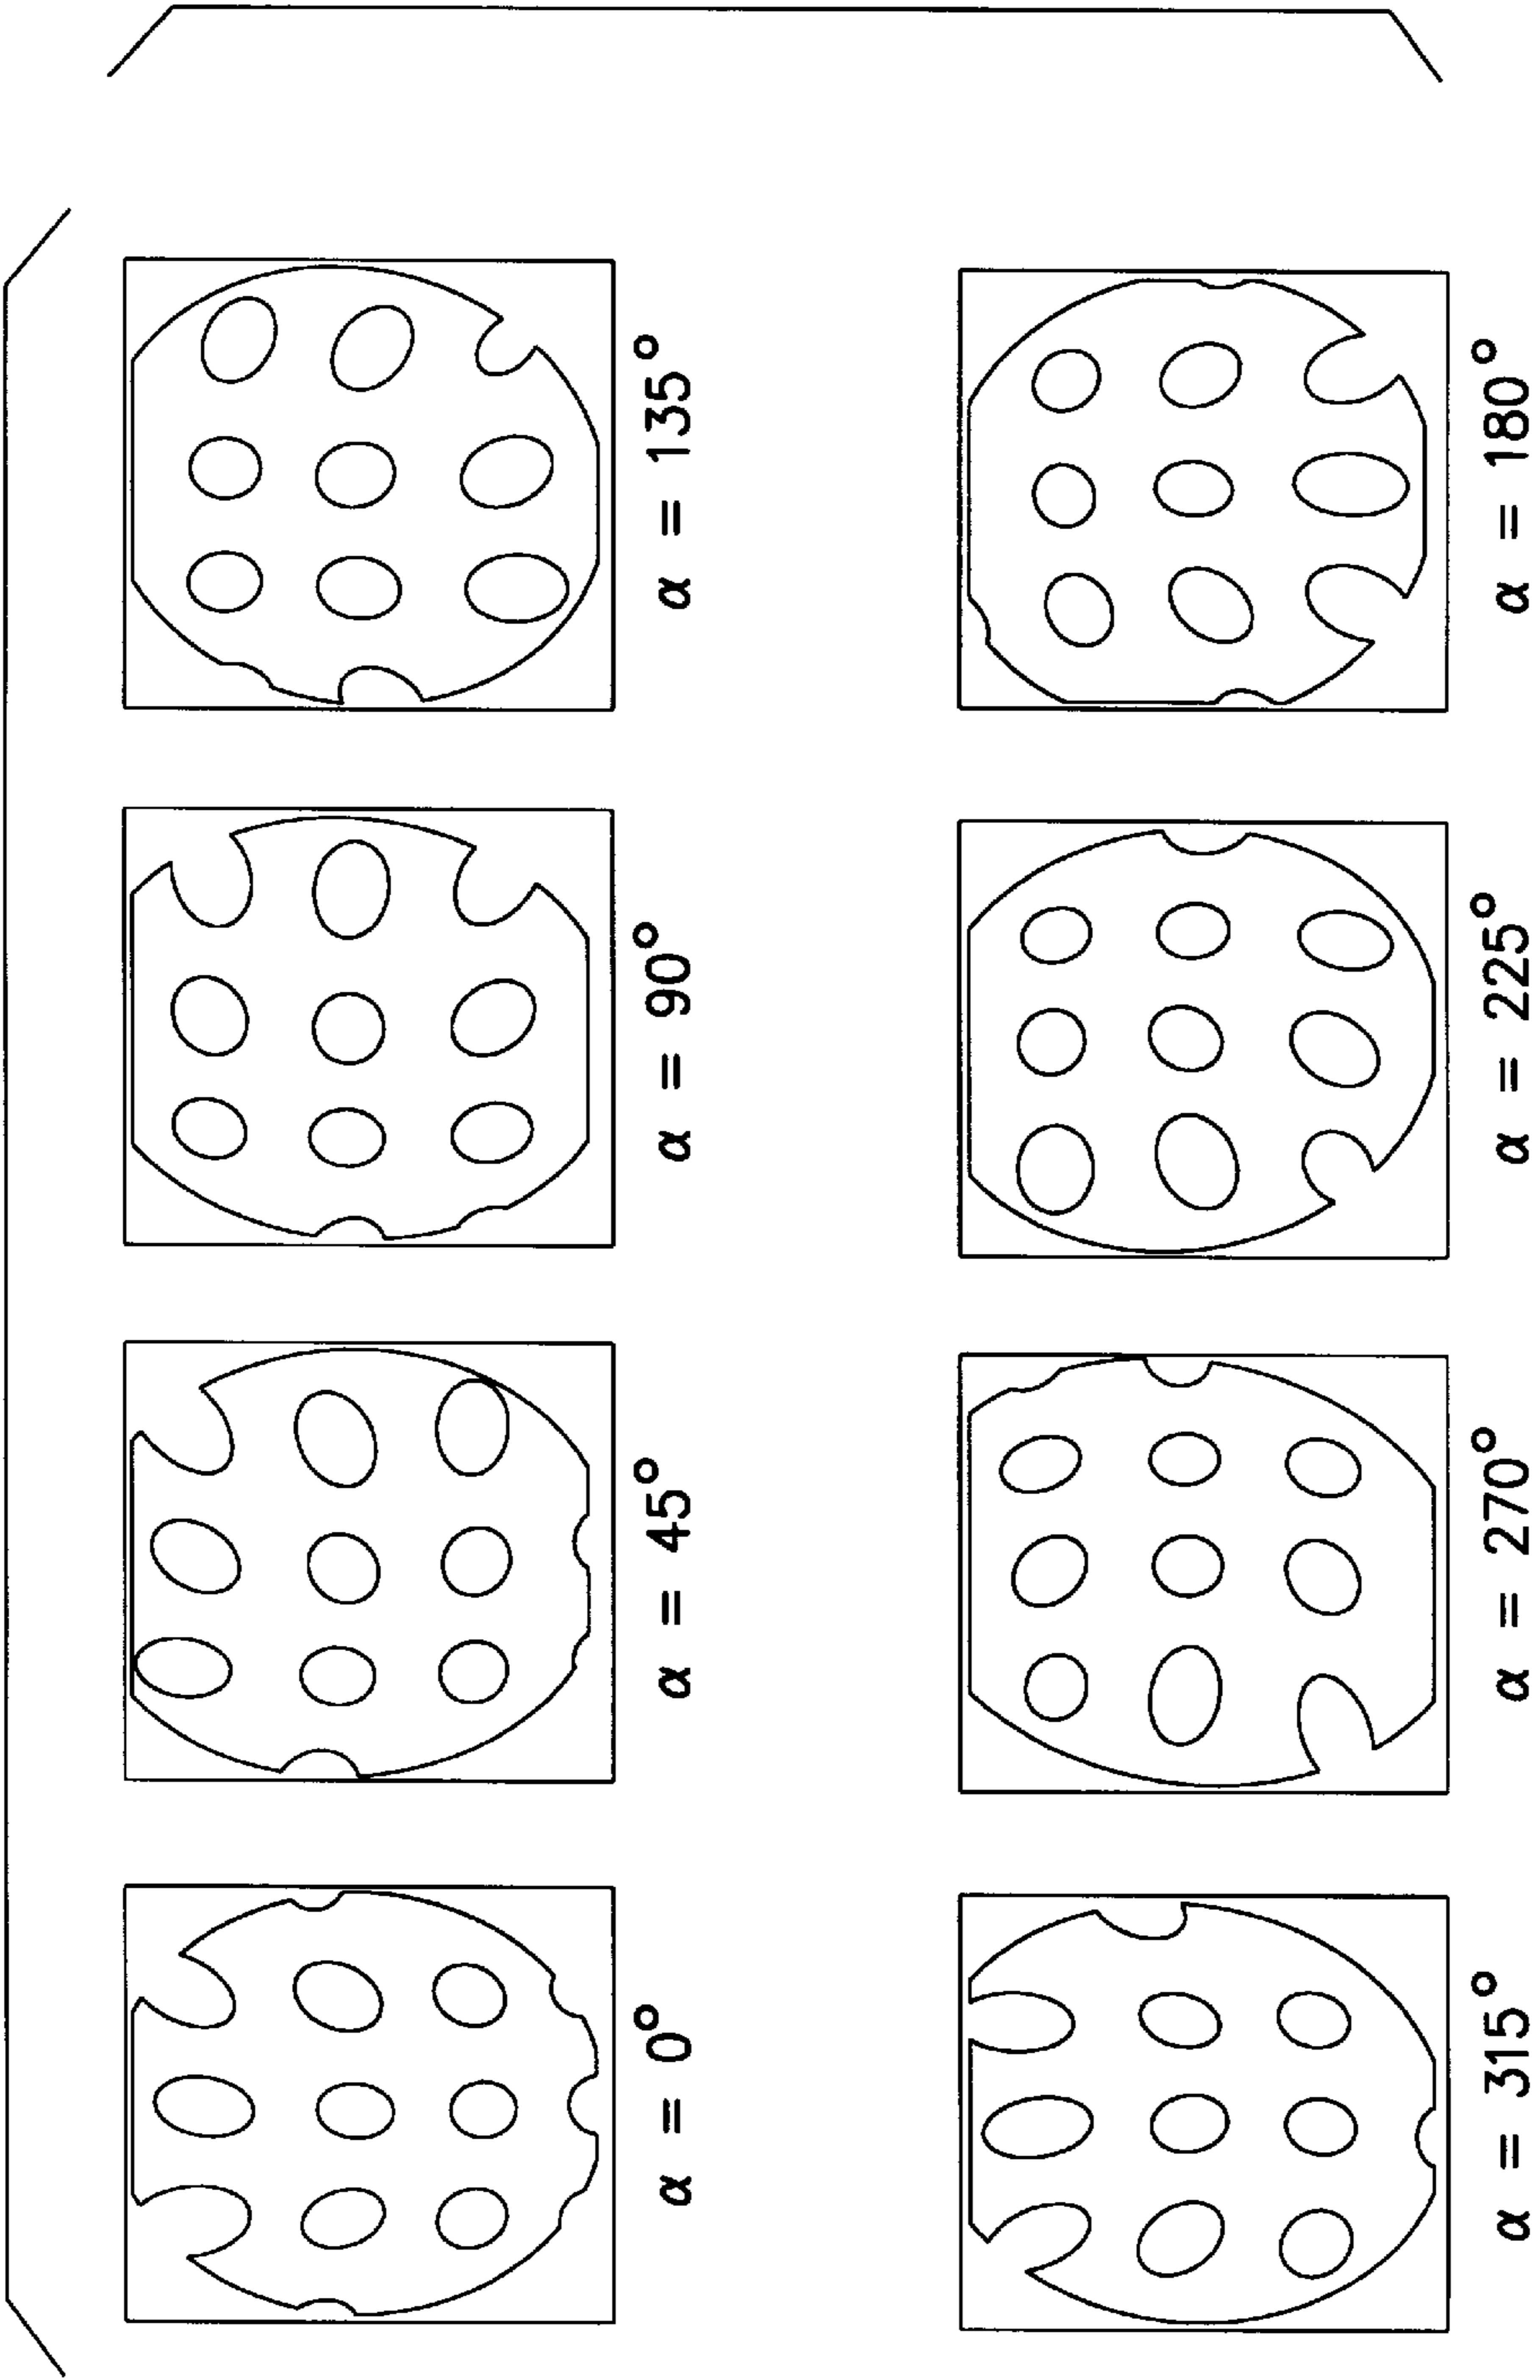 α = 0°
α = 45°
α = 90°
α = 135°
α = 315°
α = 270°
α = 225°
α = 180°